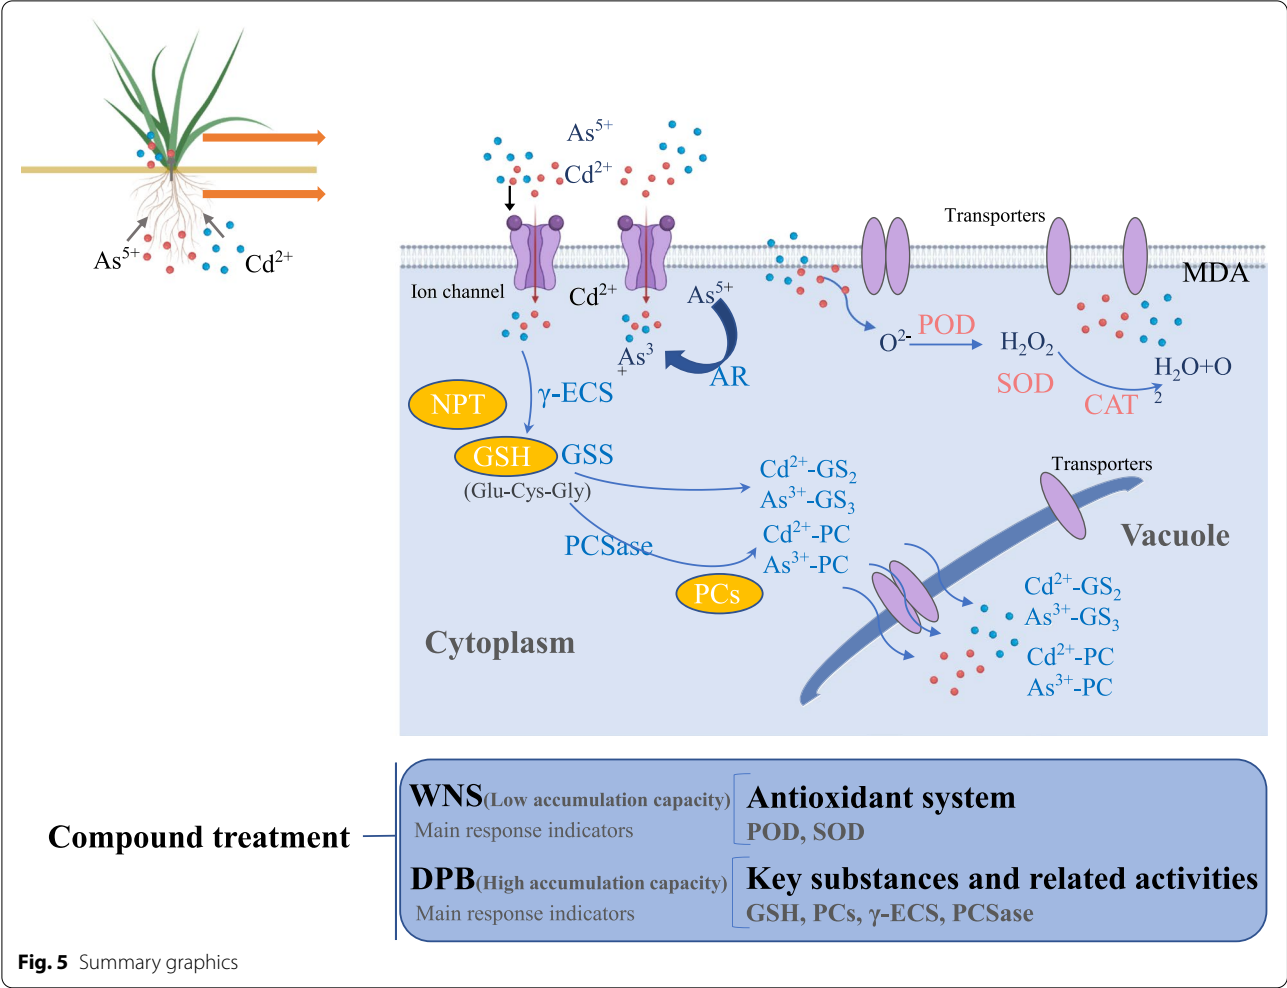 As5+
Cd2+
As5+
Cd2+
Transporters
MDA
Ion channel
Cd2+
As5+
As3
+
AR
O2-
POD
H2O2
SOD
CAT
H2O+O
2
NPT
γ-ECS
GSH
GSS
(Glu-Cys-Gly)
PCSase
PCs
Cd2+-GS2
As3+-GS3
Cd2+-PC
As3+-PC
Transporters
Vacuole
Cd2+-GS2
As3+-GS3
Cd2+-PC
As3+-PC
Cytoplasm
Compound treatment
WNS(Low accumulation capacity)
Main response indicators
Antioxidant system
POD, SOD
DPB(High accumulation capacity)
Main response indicators
Key substances and related activities
GSH, PCs, γ-ECS, PCSase
Fig. 5 Summary graphics